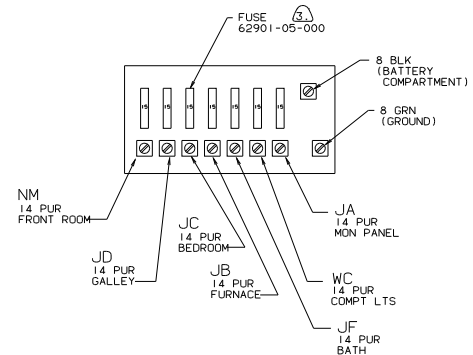 FUSE 3.
62901-05-000
8 BLK
(BATTERY
COMPARTMENT)
8 GRN
(GROUND)
15 15 15 15 15 15 15
NM
14 PUR
FRONT ROOM
JD
14 PUR
GALLEY
JC
14 PUR
BEDROOM
JB
14 PUR
FURNACE
JF
14 PUR
BATH
WC
14 PUR
COMPT LTS
JA
14 PUR
MON PANEL